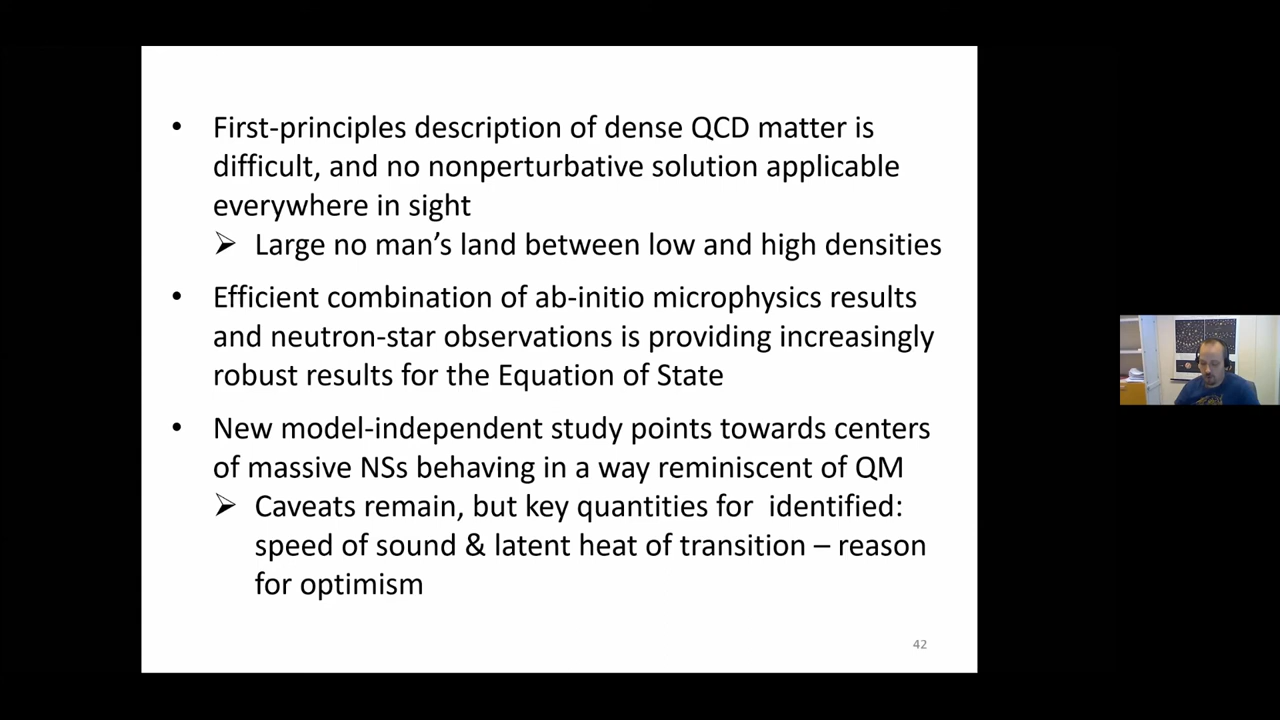 • First-principles description of dense QCD matter is
difficult, and no nonperturbative solution applicable
everywhere in sight
➢ Large no man’s land between low and high densities
• Efficient combination of ab-initio microphysics results
and neutron-star observations is providing increasingly
robust results for the Equation of State
• New model-independent study points towards centers
of massive NSs behaving in a way reminiscent of QM
➢ Caveats remain, but key quantities for  identified:
speed of sound & latent heat of transition – reason
for optimism
42